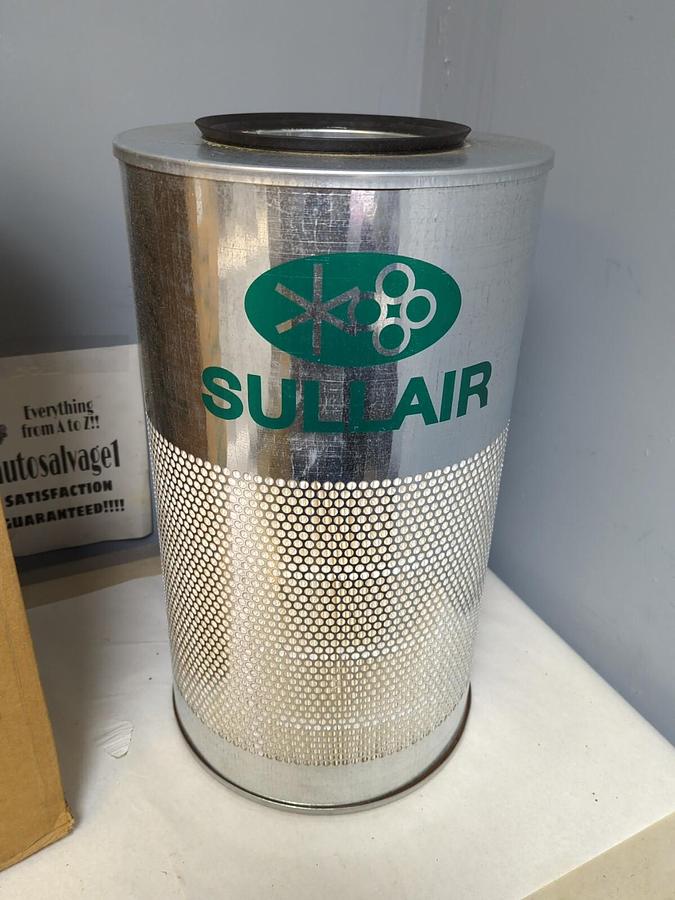 SULLAIR
Everything
from A to Z!!
autosalvage1
SATISFACTION
GUARANTEED!!!!